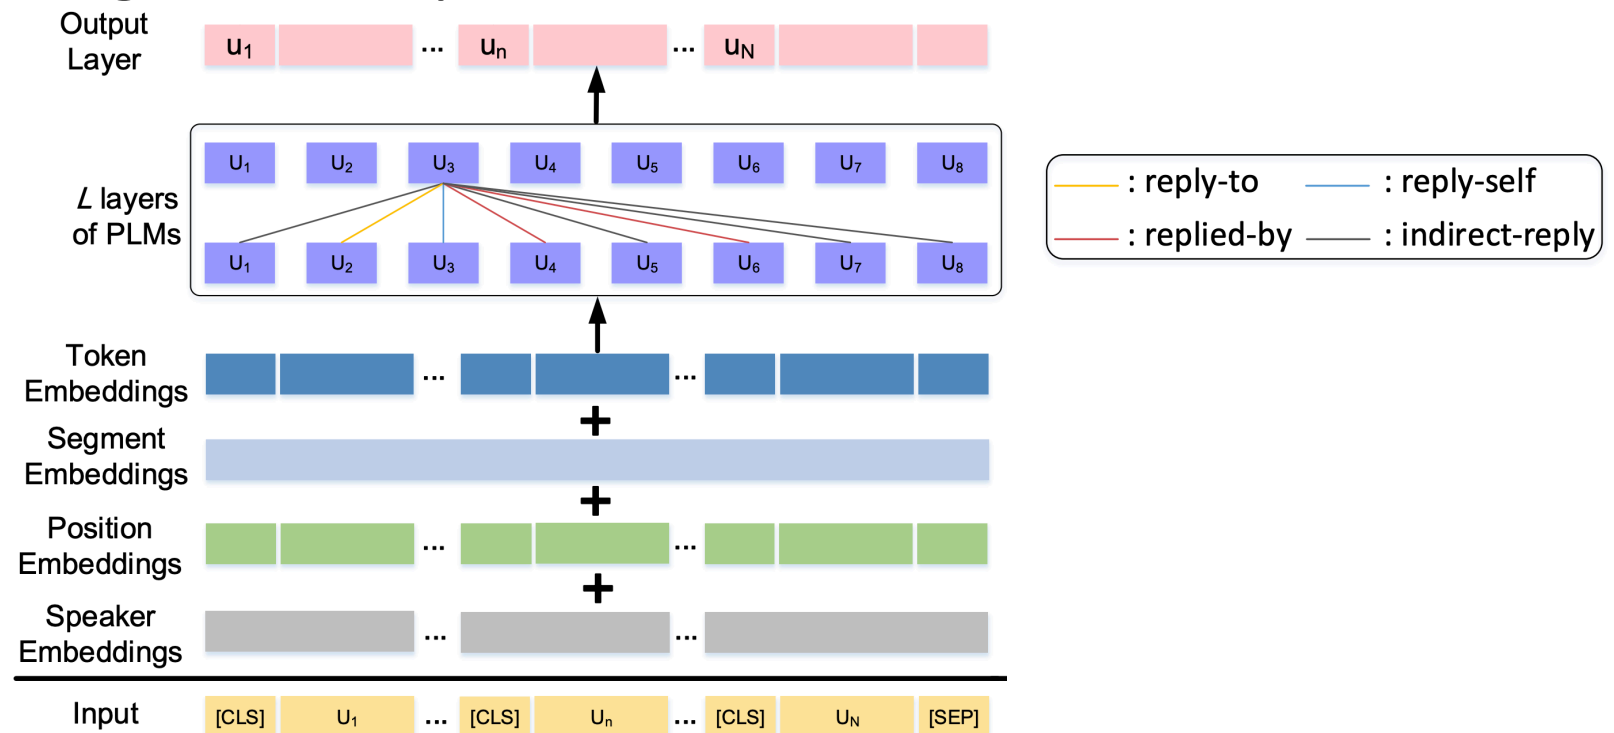 Output
Layer
u1 ... un ... uN
L layers
of PLMs
U1 U2 U3 U4 U5 U6 U7 U8
U1 U2 U3 U4 U5 U6 U7 U8
: reply-to : reply-self
: replied-by : indirect-reply
Token
Embeddings
... ...
+
Segment
Embeddings
+
Position
Embeddings
... ...
+
Speaker
Embeddings
... ...
Input
[CLS] U1 ... [CLS] Un ... [CLS] UN [SEP]